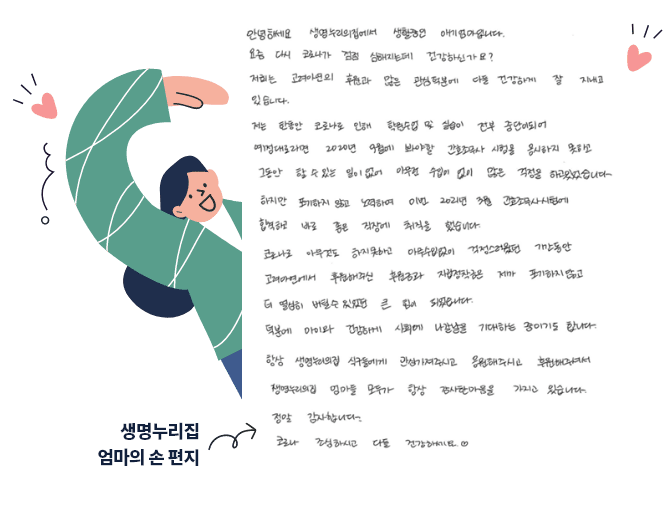 안녕하세요 생명누리의집에서 생활중인 애기엄마입니다.
요즘 다시 코로나가 점점 심해지는데 건강하신가요?
저희는 고려아연의 후원과 많은 관심덕분에 다들 건강하게 잘 지내고
있습니다.
저는 한동안 코로나로 인해 학원수업 및 실습이 전부 중단되어
예정대로라면 2020년 9월에 봐야할 간호조무사 시험을 응시하지 못하고
그동안 할 수 있는 일이 없어 아무런 수입이 없이 많은 걱정을 하고있었습니다.
하지만 포기하지 않고 노력하여 이번 2021년 3월 간호조무사시험에
합격하고 바로 좋은 직장에 취직을 했습니다.
코로나로 아무것도 하지못하고 아무수입없이 걱정스러웠던 기간동안
고려아연에서 후원해주신 후원금과 자립정착금은 제가 포기하지않고
더 열심히 버틸수 있었던 큰 힘이 되었습니다.
덕분에 아이와 건강하게 사회에 나갈날을 기대하는 중이기도 합니다.
항상 생명누리의집 식구들에게 관심가져주시고 응원해주시고 후원해주셔서
생명누리의집 엄마들 모두가 항상 감사한마음을 가지고 있습니다.
정말 감사합니다.
코로나 조심하시고 다들 건강하세요
생명누리집
엄마의 손 편지